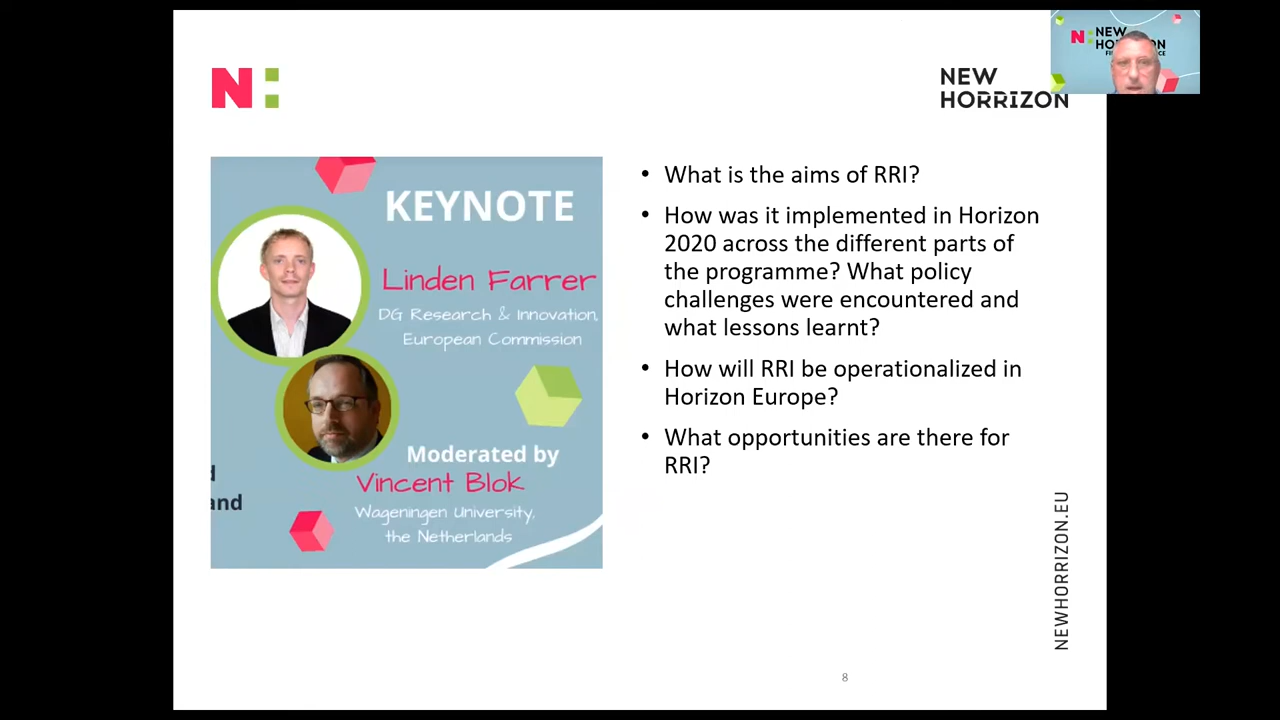 N:
NEW
HORRIZON
NEW
KEYNOTE
Linden Farrer
DG Research & Innovation,
European Commission
Moderated by
Vincent Blok
Wageningen University,
the Netherlands
and
• What is the aims of RRI?
• How was it implemented in Horizon
2020 across the different parts of
the programme? What policy
challenges were encountered and
what lessons learnt?
• How will RRI be operationalized in
Horizon Europe?
• What opportunities are there for
RRI?
NEWHORRIZON.EU
8